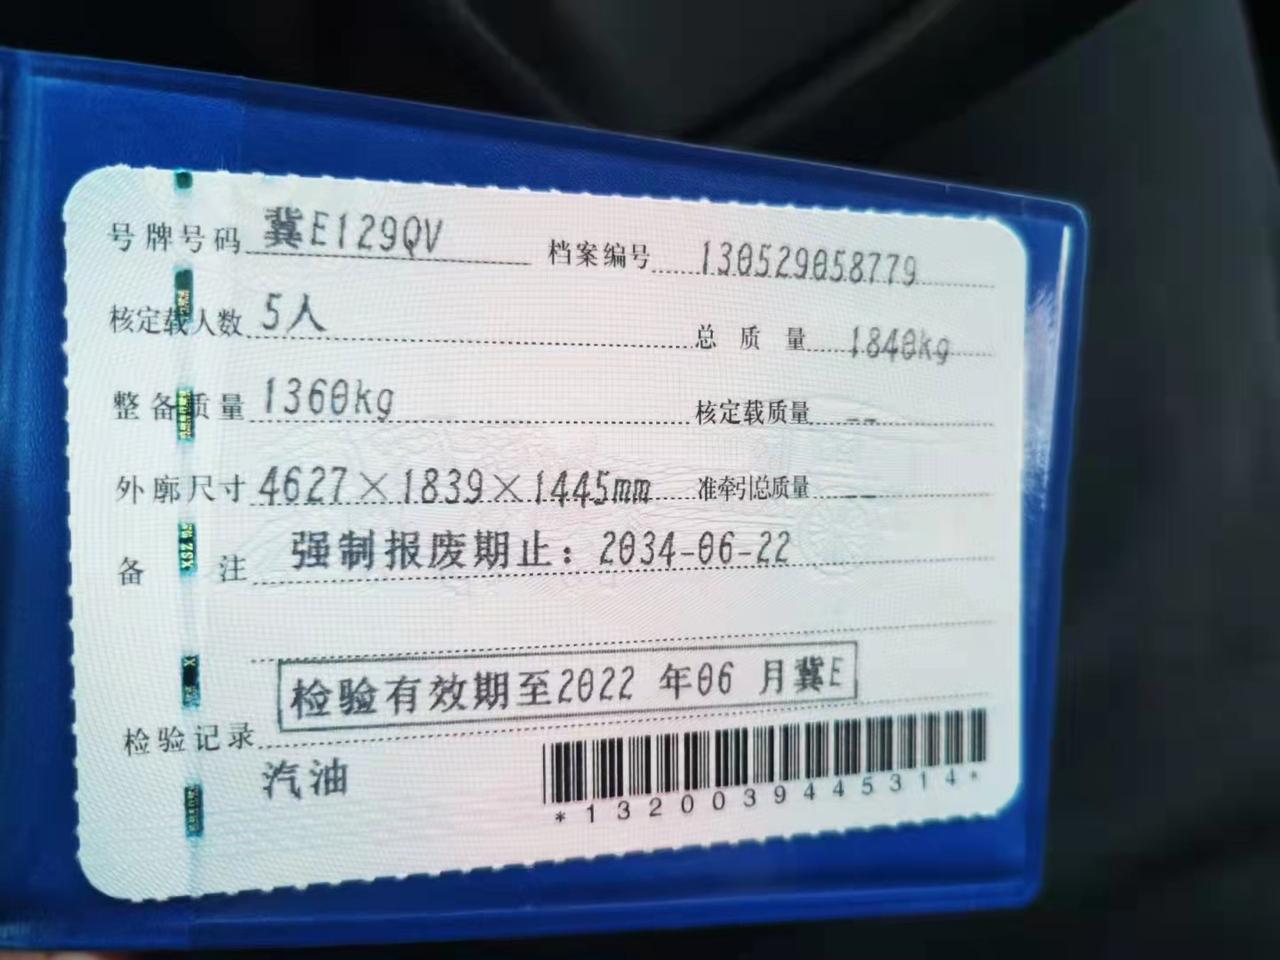 号牌号码 冀E129QV 档案编号 130529058779
核定载人数 5人 总质量 1840kg
整备质量 1360kg 核定载质量 --
外廓尺寸 4627×1839×1445mm 准牵引总质量 --
备注 强制报废期止：2034-06-22
检验有效期至2022 年06 月冀E
检验记录
汽油
*132003944 5314*